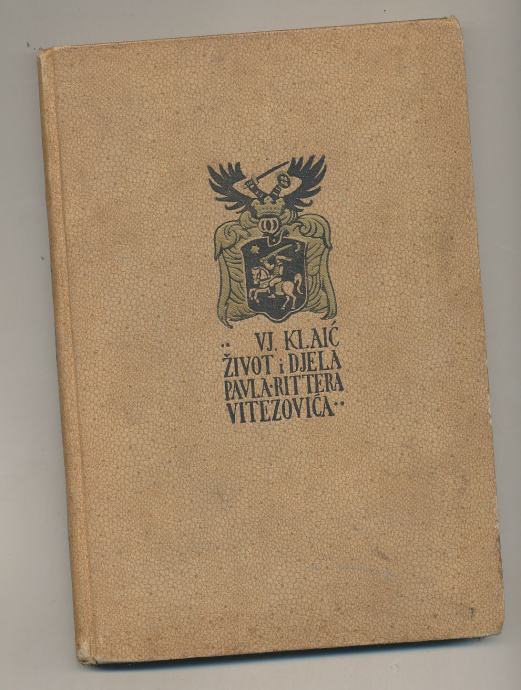 ·· VJ. KLAIĆ
ŽIVOT i DJELA
PAVLA·RITTERA
VITEZOVIĆA··